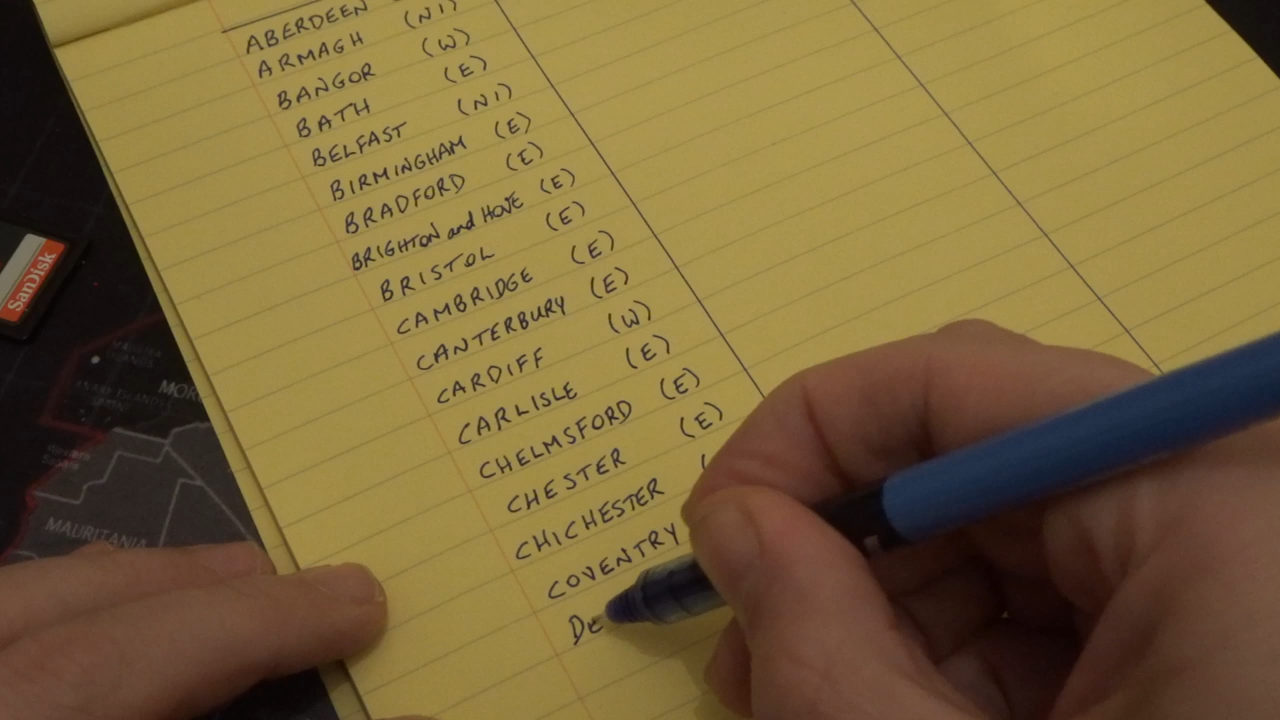 ABERDEEN
ARMAGH (NI)
BANGOR (W)
BATH (E)
BELFAST (NI)
BIRMINGHAM (E)
BRADFORD (E)
BRIGHTON and HOVE (E)
BRISTOL (E)
CAMBRIDGE (E)
CANTERBURY (E)
CARDIFF (W)
CARLISLE (E)
CHELMSFORD (E)
CHESTER (E)
CHICHESTER (
COVENTRY
De
SanDisk
MAURITANIA